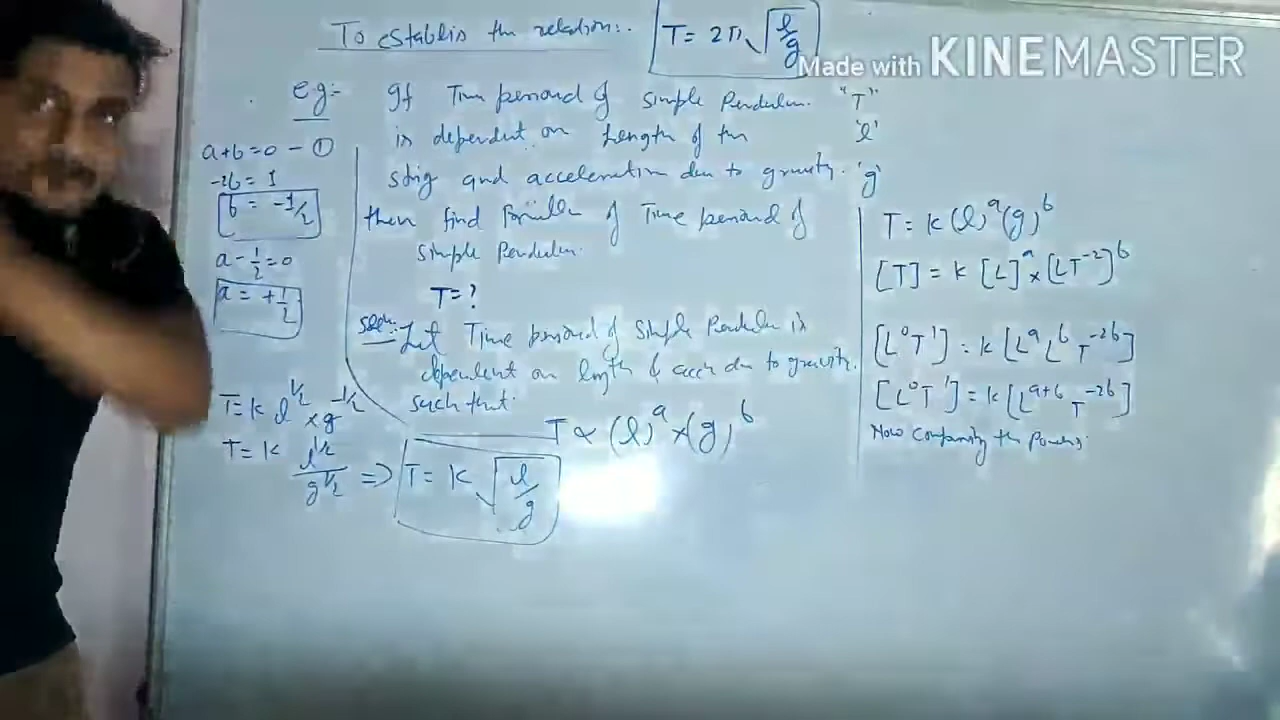 To establis the relation:. T = 2π√(l/g)
Made with KINEMASTER
eg:- If Time period of simple Pendulum. "T"
is dependent on Length of the 'l'
string and acceleration due to gravity. 'g'
then find formula of Time period of
simple Pendulum.
T = ?
Soln:- Let Time period of simple Pendulum is
dependent on length & accn due to gravity.
such that.
T ∝ (l)^a × (g)^b
T = K (l)^a (g)^b
[T] = K [L]^a × [LT^-2]^b
[L^0 T^1] = K [L^a L^b T^-2b]
[L^0 T^1] = K [L^a+b T^-2b]
Now comparing the Powers.
a+b=0 - ①
-2b = 1
b = -1/2
a - 1/2 = 0
a = +1/2
T = K l^1/2 × g^-1/2
T = K l^1/2 / g^1/2 ⇒ T = K √(l/g)